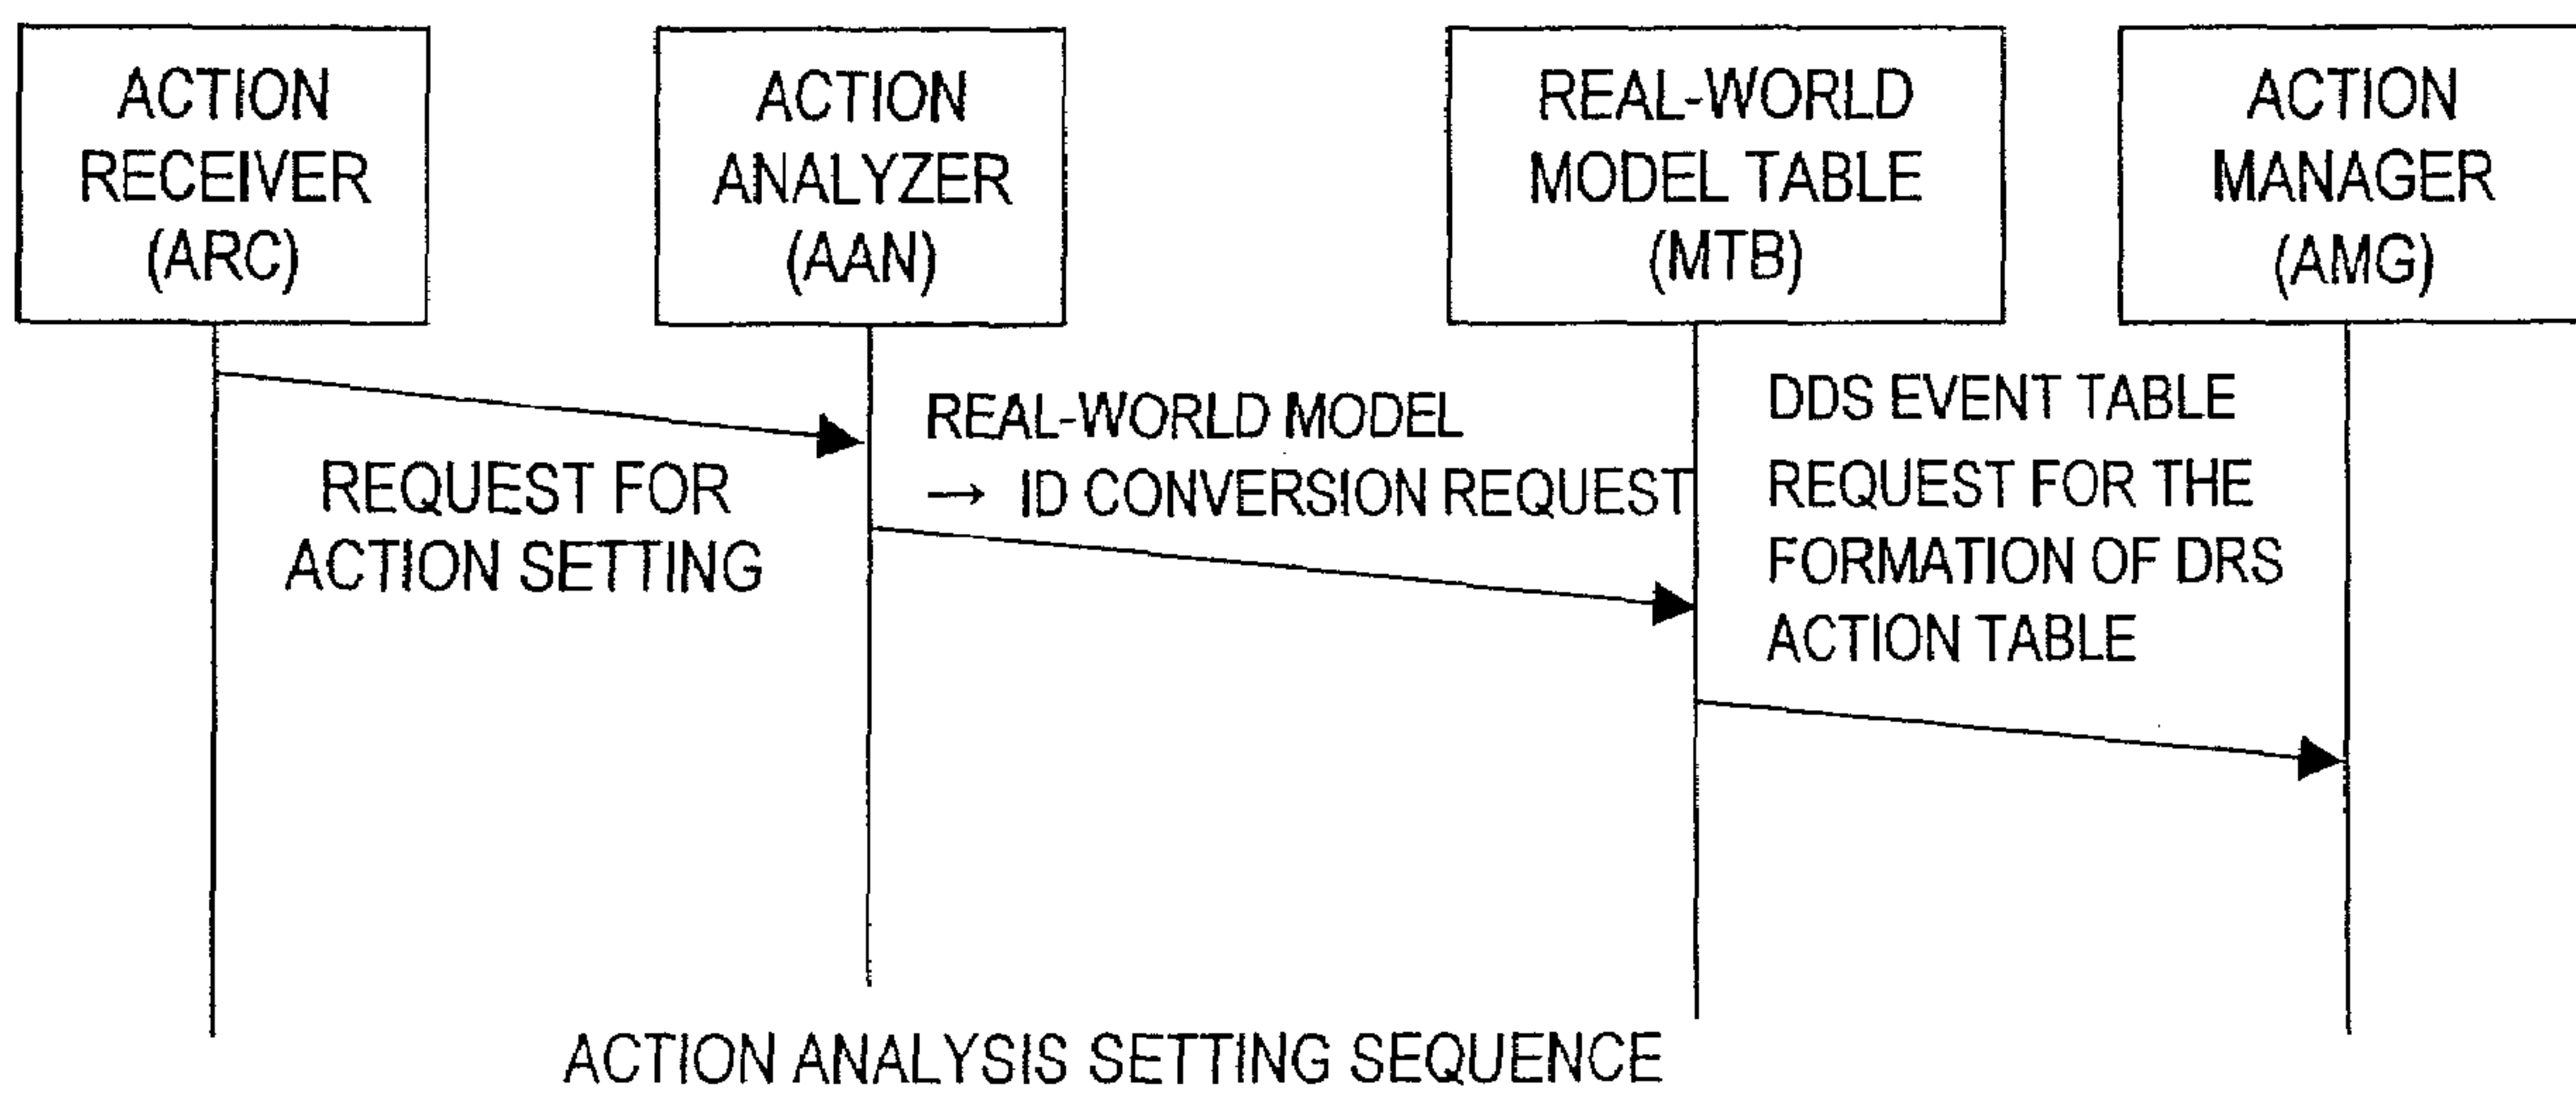 ACTION
RECEIVER
(ARC)
ACTION
ANALYZER
(AAN)
REAL-WORLD
MODEL TABLE
(MTB)
ACTION
MANAGER
(AMG)
REQUEST FOR
ACTION SETTING
REAL-WORLD MODEL
→ ID CONVERSION REQUEST
DDS EVENT TABLE
REQUEST FOR THE
FORMATION OF DRS
ACTION TABLE
ACTION ANALYSIS SETTING SEQUENCE